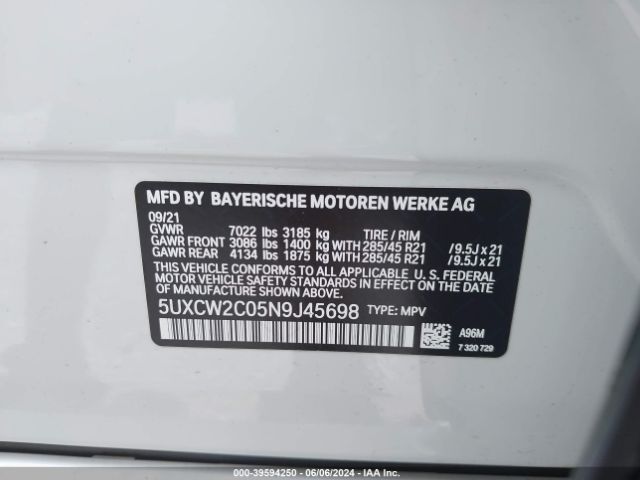 MFD BY BAYERISCHE MOTOREN WERKE AG
09/21
GVWR 7022 lbs 3185 kg TIRE / RIM
GAWR FRONT 3086 lbs 1400 kg WITH 285/45 R21 / 9.5J x 21
GAWR REAR 4134 lbs 1875 kg WITH 285/45 R21 / 9.5J x 21
THIS VEHICLE CONFORMS TO ALL APPLICABLE U.S. FEDERAL
MOTOR VEHICLE SAFETY STANDARDS IN EFFECT ON THE
DATE OF MANUFACTURE SHOWN ABOVE.
5UXCW2C05N9J45698 TYPE: MPV
A96M
7 320 729
000-39594250 - 06/06/2024 - IAA Inc.